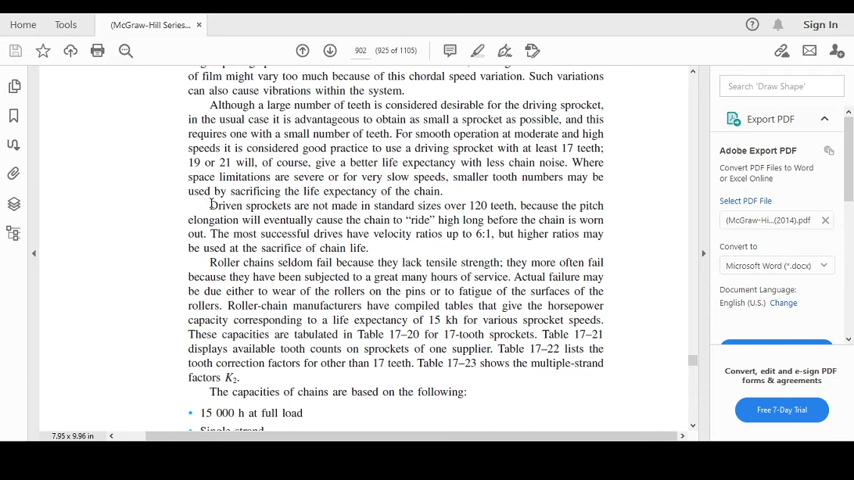 Home
Tools
(McGraw-Hill Series...
×
Sign In
902
(925 of 1105)
of film might vary too much because of this chordal speed variation. Such variations
can also cause vibrations within the system.
Although a large number of teeth is considered desirable for the driving sprocket,
in the usual case it is advantageous to obtain as small a sprocket as possible, and this
requires one with a small number of teeth. For smooth operation at moderate and high
speeds it is considered good practice to use a driving sprocket with at least 17 teeth;
19 or 21 will, of course, give a better life expectancy with less chain noise. Where
space limitations are severe or for very slow speeds, smaller tooth numbers may be
used by sacrificing the life expectancy of the chain.
Driven sprockets are not made in standard sizes over 120 teeth, because the pitch
elongation will eventually cause the chain to “ride” high long before the chain is worn
out. The most successful drives have velocity ratios up to 6:1, but higher ratios may
be used at the sacrifice of chain life.
Roller chains seldom fail because they lack tensile strength; they more often fail
because they have been subjected to a great many hours of service. Actual failure may
be due either to wear of the rollers on the pins or to fatigue of the surfaces of the
rollers. Roller-chain manufacturers have compiled tables that give the horsepower
capacity corresponding to a life expectancy of 15 kh for various sprocket speeds.
These capacities are tabulated in Table 17–20 for 17-tooth sprockets. Table 17–21
displays available tooth counts on sprockets of one supplier. Table 17–22 lists the
tooth correction factors for other than 17 teeth. Table 17–23 shows the multiple-strand
factors K2.
The capacities of chains are based on the following:
• 15 000 h at full load
• Single strand
7.95 x 9.96 in
Search 'Draw Shape'
Export PDF
Adobe Export PDF
Convert PDF Files to Word
or Excel Online
Select PDF File
(McGraw-Hi...(2014).pdf
Convert to
Microsoft Word (*.docx)
Document Language:
English (U.S.) Change
Convert, edit and e-sign PDF
forms & agreements
Free 7-Day Trial